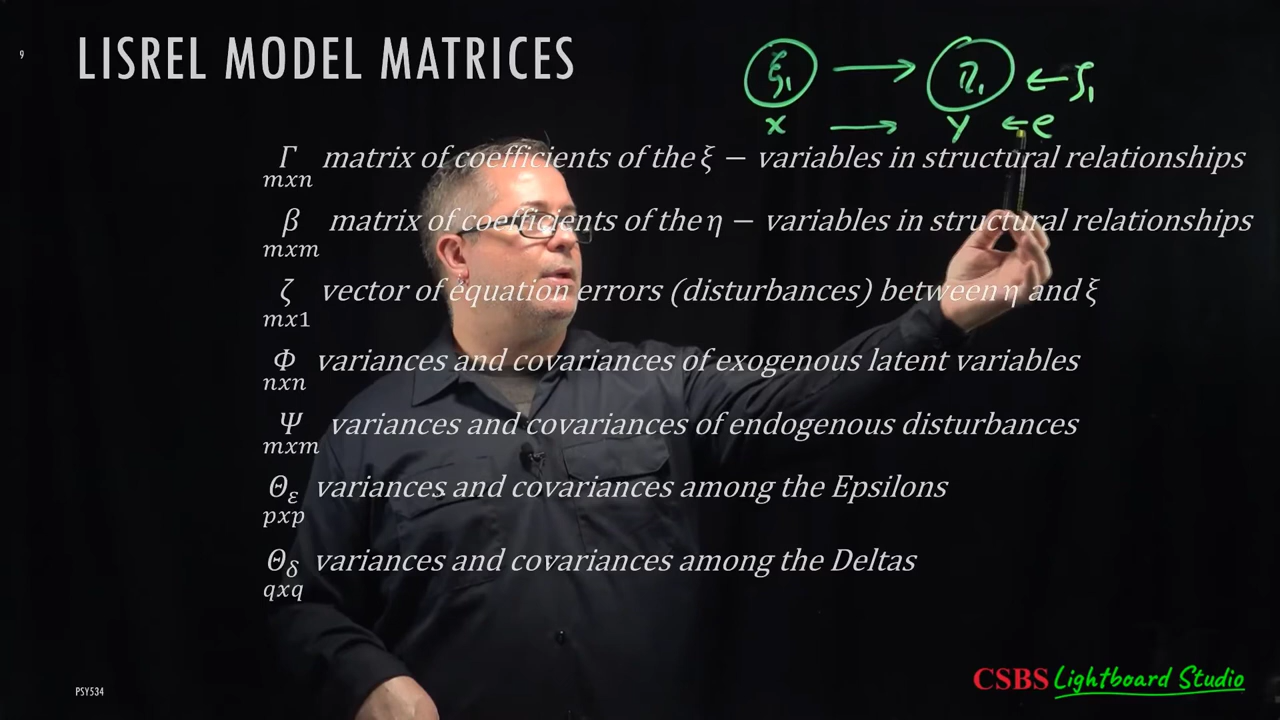 9
LISREL MODEL MATRICES
ξ₁ → η₁ ← ζ₁
x → y ← e
Γ matrix of coefficients of the ξ − variables in structural relationships
mxn
β matrix of coefficients of the η − variables in structural relationships
mxm
ζ vector of equation errors (disturbances) between η and ξ
mx1
Φ variances and covariances of exogenous latent variables
nxn
Ψ variances and covariances of endogenous disturbances
mxm
Θε variances and covariances among the Epsilons
pxp
Θδ variances and covariances among the Deltas
qxq
PSY534
CSBS Lightboard Studio